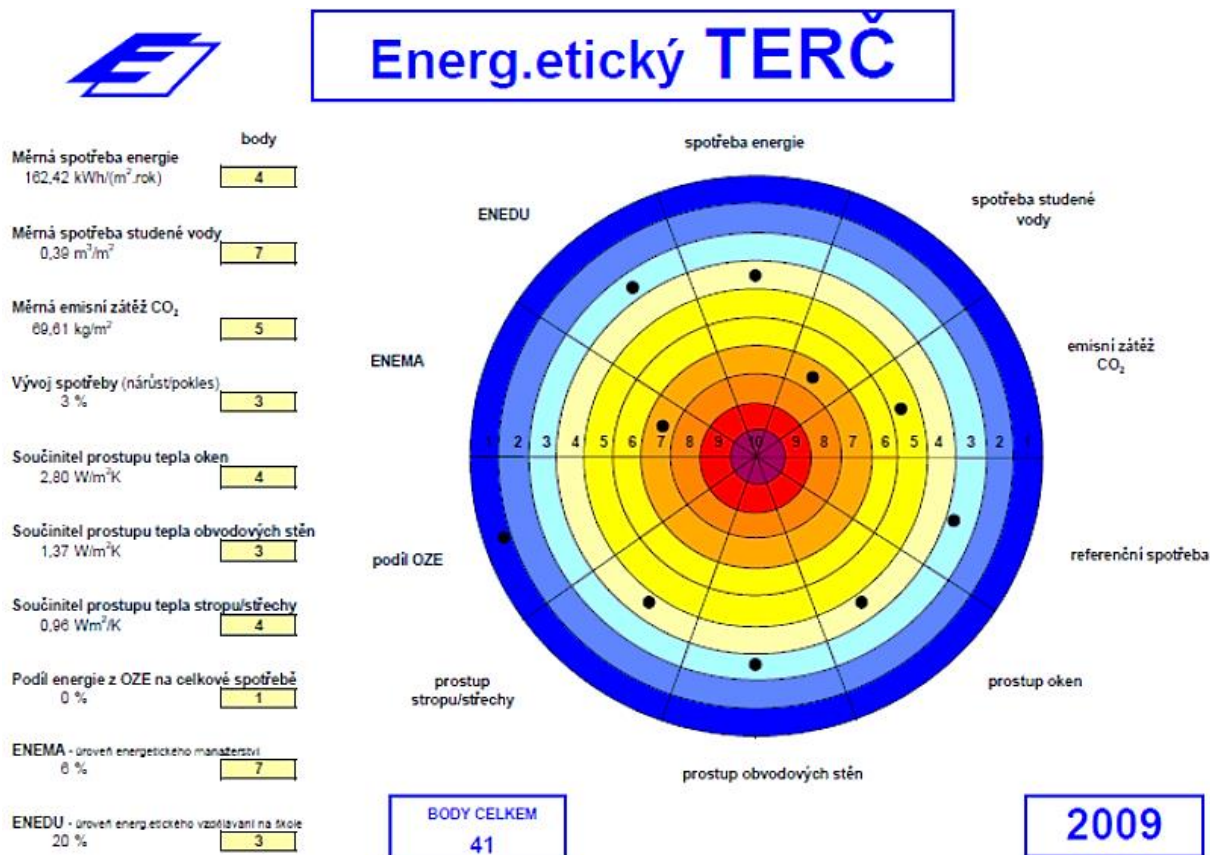 Energ.etický TERČ
body
Měrná spotřeba energie
162,42 kWh/(m².rok)
4
Měrná spotřeba studené vody
0,39 m³/m²
7
Měrná emisní zátěž CO₂
69,61 kg/m²
5
Vývoj spotřeby (nárůst/pokles)
3 %
3
Součinitel prostupu tepla oken
2,80 W/m²K
4
Součinitel prostupu tepla obvodových stěn
1,37 W/m²K
3
Součinitel prostupu tepla stropu/střechy
0,96 Wm²/K
4
Podíl energie z OZE na celkové spotřebě
0 %
1
ENEMA - úroveň energetického manažerství
6 %
7
ENEDU - úroveň energ.etického vzdělávaní na škole
20 %
3
spotřeba energie
spotřeba studené
vody
emisní zátěž
CO₂
referenční spotřeba
prostup oken
prostup obvodových stěn
prostup
stropu/střechy
podíl OZE
ENEMA
ENEDU
1 2 3 4 5 6 7 8 9 10 9 8 7 6 5 4 3 2 1
BODY CELKEM
41
2009